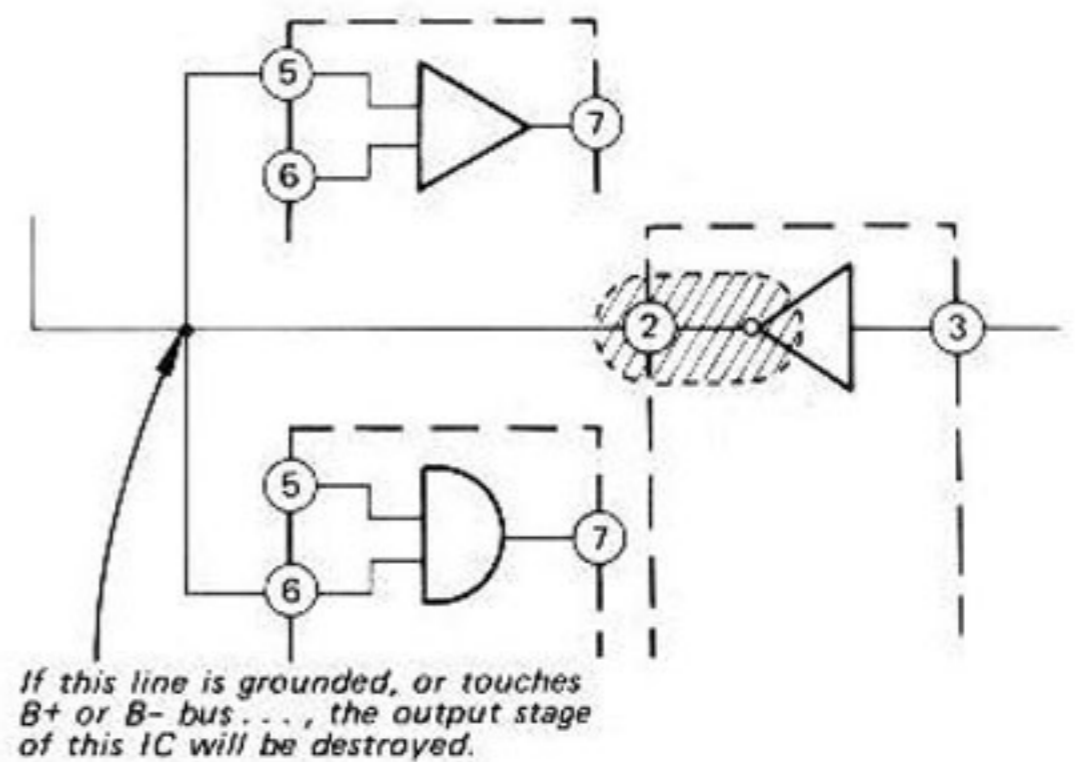 5
7
6
2
3
5
7
6
If this line is grounded, or touches
B+ or B- bus..., the output stage
of this IC will be destroyed.